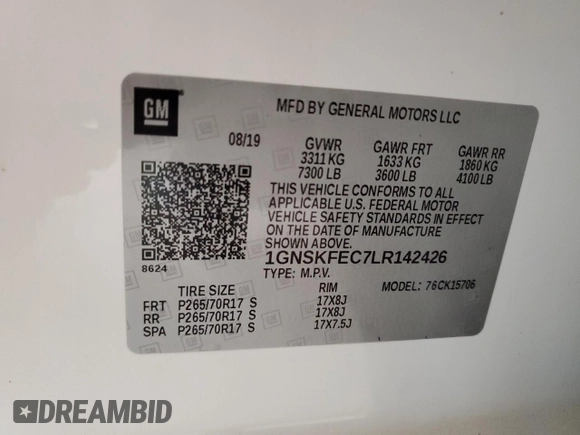 GM
MFD BY GENERAL MOTORS LLC
08/19 GVWR GAWR FRT GAWR RR
3311 KG 1633 KG 1860 KG
7300 LB 3600 LB 4100 LB
THIS VEHICLE CONFORMS TO ALL
APPLICABLE U.S. FEDERAL MOTOR
VEHICLE SAFETY STANDARDS IN EFFECT
ON THE DATE OF MANUFACTURE
SHOWN ABOVE.
1GNSKFEC7LR142426
8624
TYPE: M.P.V. MODEL: 76CK15706
TIRE SIZE RIM
FRT P265/70R17 S 17X8J
RR P265/70R17 S 17X8J
SPA P265/70R17 S 17X7.5J
DREAMBID